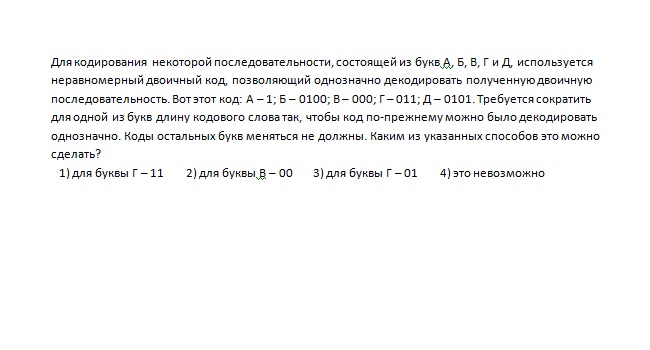 Для кодирования некоторой последовательности, состоящей из букв А, Б, В, Г и Д, используется
неравномерный двоичный код, позволяющий однозначно декодировать полученную двоичную
последовательность. Вот этот код: А – 1; Б – 0100; В – 000; Г – 011; Д – 0101. Требуется сократить
для одной из букв длину кодового слова так, чтобы код по-прежнему можно было декодировать
однозначно. Коды остальных букв меняться не должны. Каким из указанных способов это можно
сделать?
1) для буквы Г – 11 2) для буквы В – 00 3) для буквы Г – 01 4) это невозможно